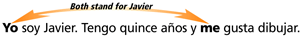 Both stand for Javier
Yo soy Javier. Tengo quince años y me gusta dibujar.